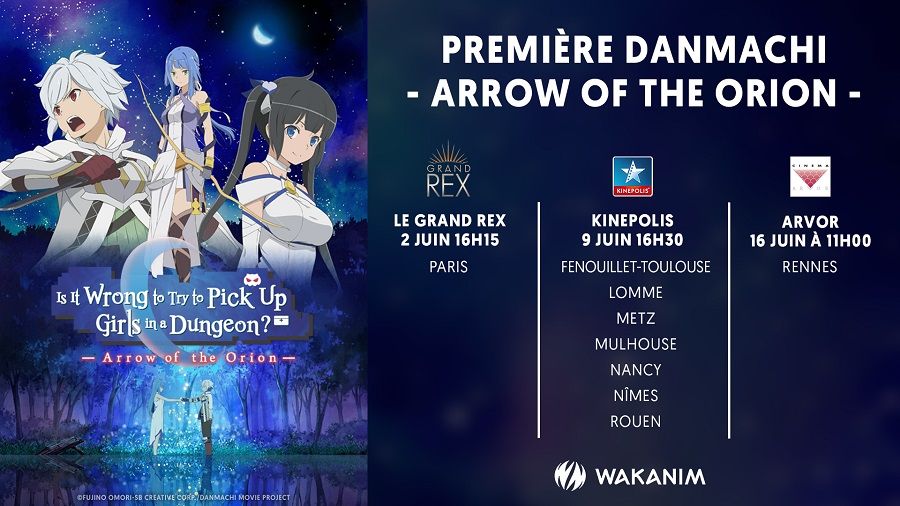 Is It Wrong to Try to Pick Up
Girls in a Dungeon?
— Arrow of the Orion —
©FUJINO OMORI-SB CREATIVE CORP./DANMACHI MOVIE PROJECT
PREMIÈRE DANMACHI
- ARROW OF THE ORION -
GRAND
REX
LE GRAND REX
2 JUIN 16H15
PARIS
KINEPOLIS
KINEPOLIS
9 JUIN 16H30
FENOUILLET-TOULOUSE
LOMME
METZ
MULHOUSE
NANCY
NÎMES
ROUEN
CINEMA
ARVOR
ARVOR
16 JUIN À 11H00
RENNES
WAKANIM